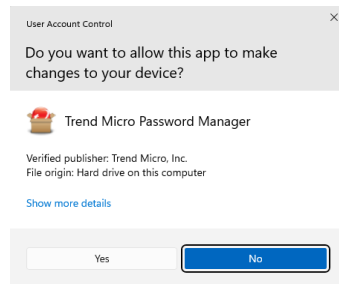 User Account Control
Do you want to allow this app to make
changes to your device?
Trend Micro Password Manager
Verified publisher: Trend Micro, Inc.
File origin: Hard drive on this computer
Show more details
Yes
No